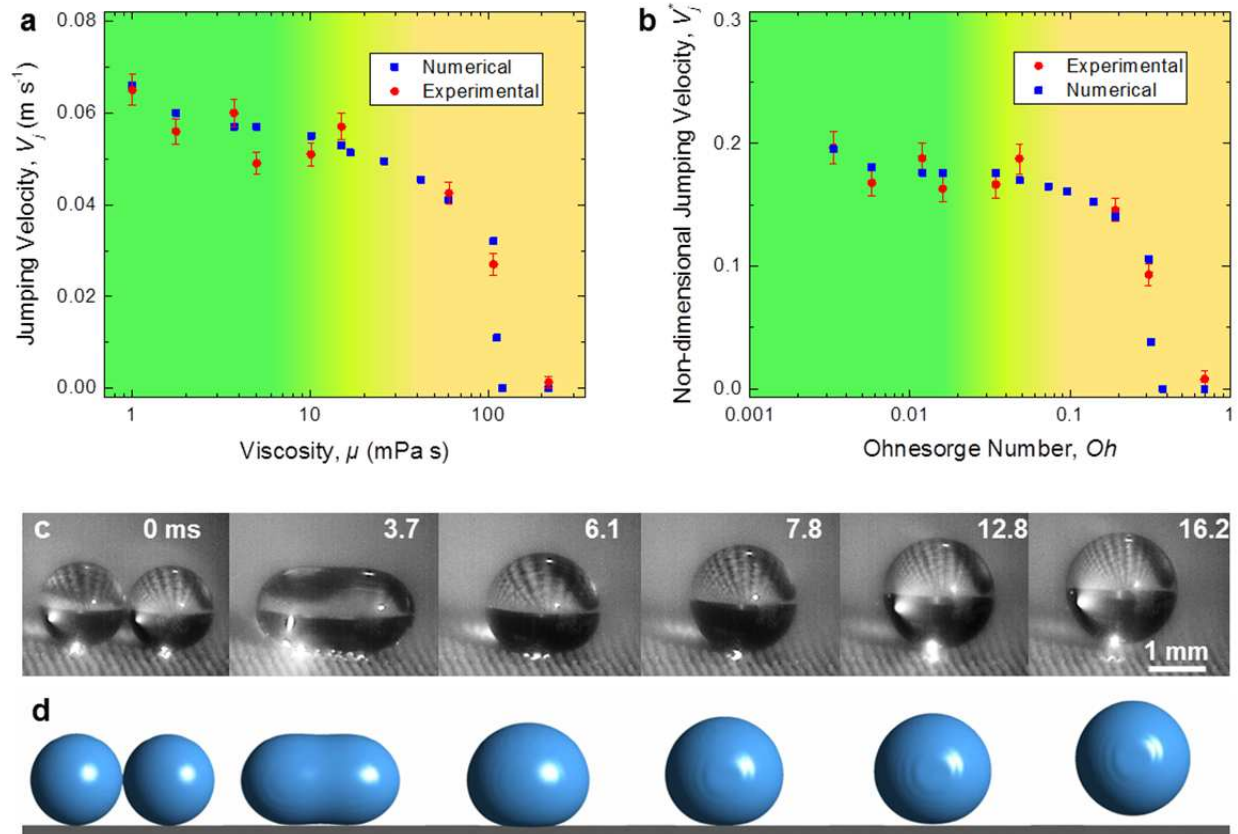 a
Numerical
Experimental
0.08
0.06
0.04
0.02
0.00
Jumping Velocity, Vj (m s⁻¹)
1
10
100
Viscosity, μ (mPa s)
b
Experimental
Numerical
0.3
0.2
0.1
0.0
Non-dimensional Jumping Velocity, Vj*
0.001
0.01
0.1
1
Ohnesorge Number, Oh
c
0 ms
3.7
6.1
7.8
12.8
16.2
1 mm
d